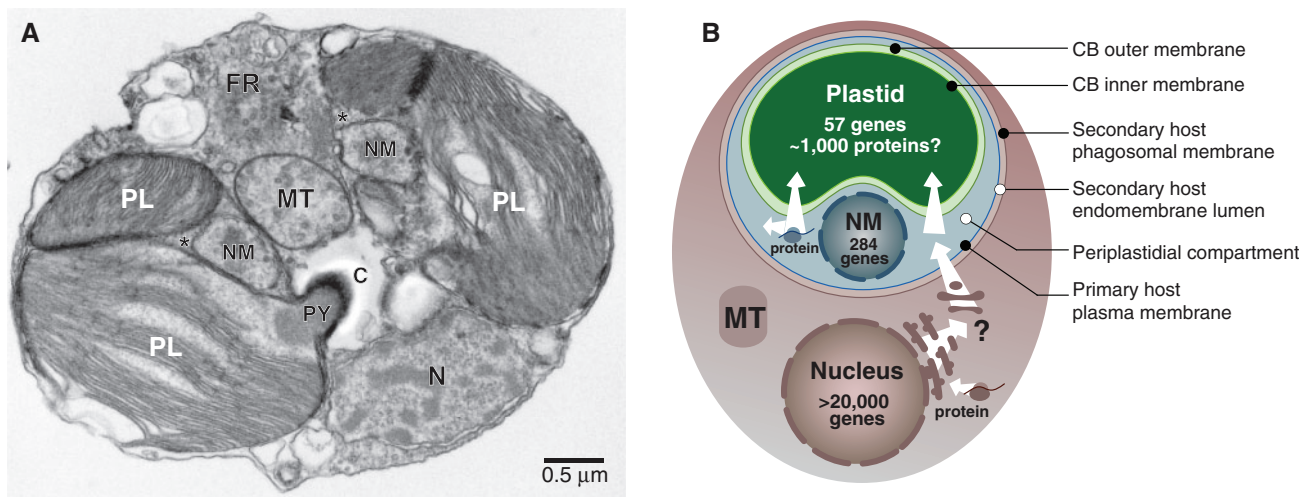 A
FR
*
NM
PL
MT
PL
NM
*
C
PY
PL
N
0.5 µm
B
CB outer membrane
CB inner membrane
Plastid
57 genes
~1,000 proteins?
Secondary host
phagosomal membrane
Secondary host
endomembrane lumen
NM
284
genes
protein
Periplastidial compartment
Primary host
plasma membrane
MT
?
Nucleus
>20,000
genes
protein